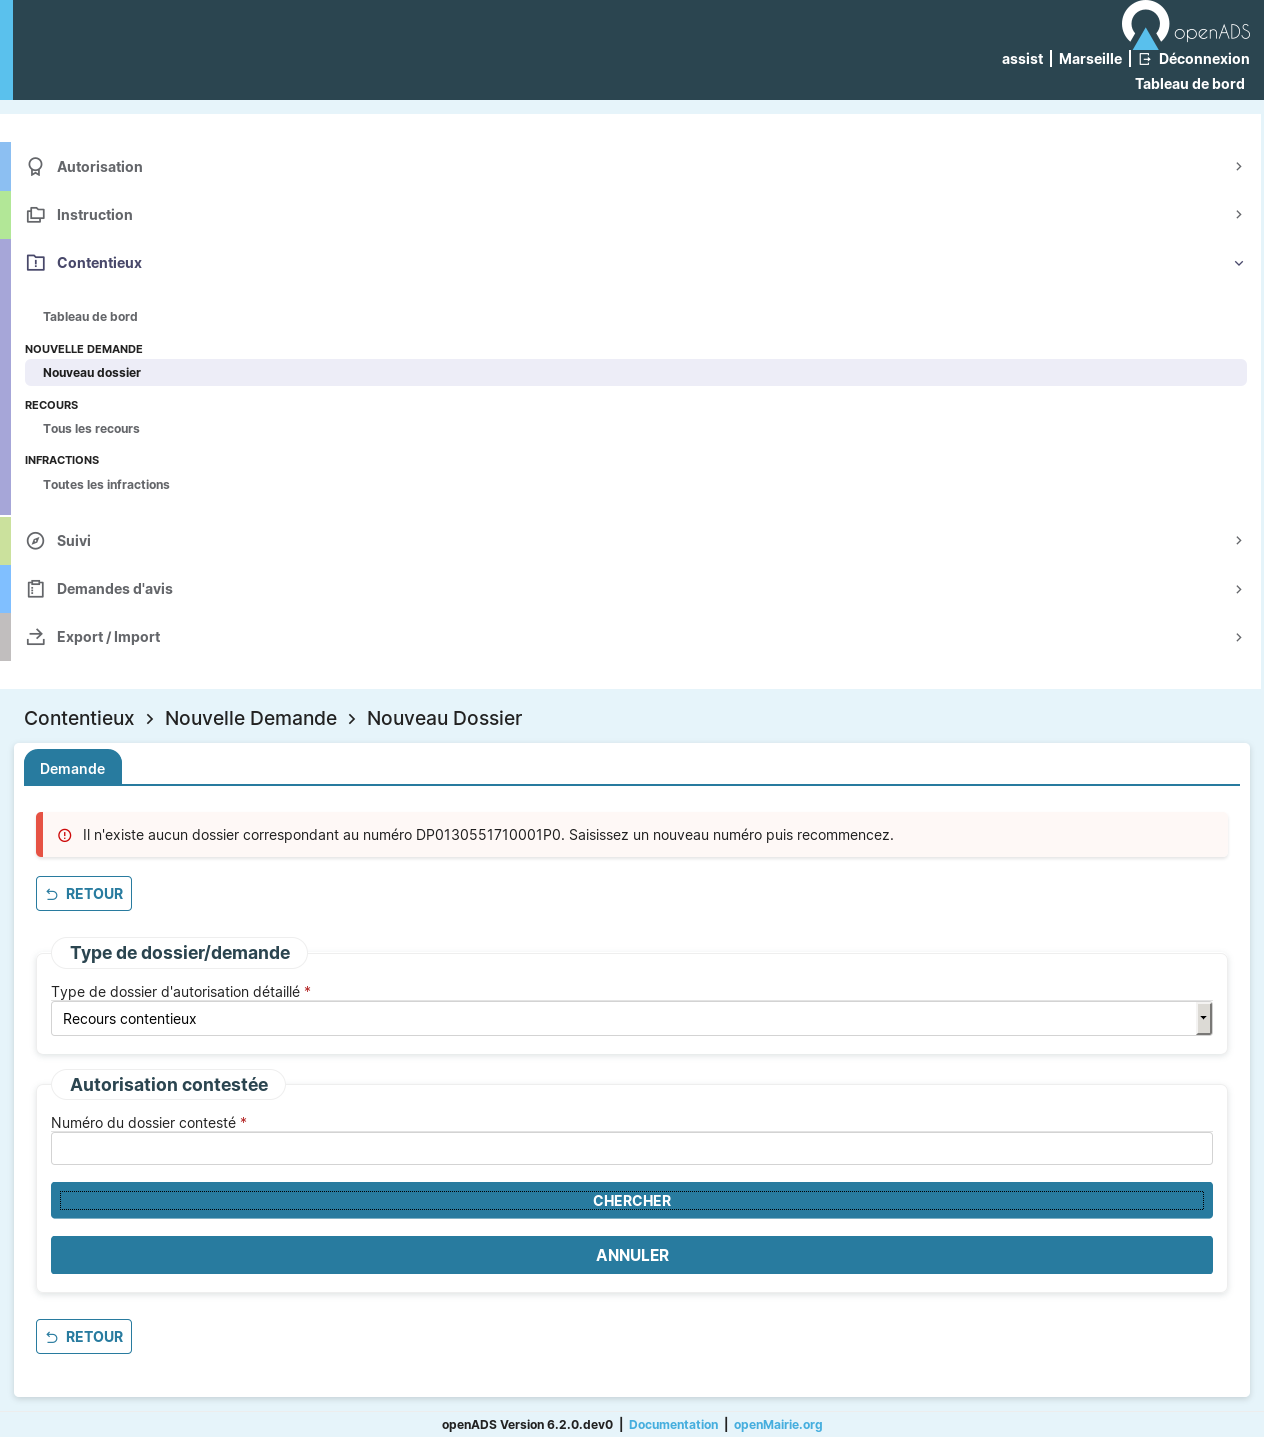 openADS
assist | Marseille | Déconnexion
Tableau de bord
Autorisation
Instruction
Contentieux
Tableau de bord
NOUVELLE DEMANDE
Nouveau dossier
RECOURS
Tous les recours
INFRACTIONS
Toutes les infractions
Suivi
Demandes d'avis
Export / Import
Contentieux > Nouvelle Demande > Nouveau Dossier
Demande
Il n'existe aucun dossier correspondant au numéro DP0130551710001P0. Saisissez un nouveau numéro puis recommencez.
RETOUR
Type de dossier/demande
Type de dossier d'autorisation détaillé *
Recours contentieux
Autorisation contestée
Numéro du dossier contesté *
CHERCHER
ANNULER
RETOUR
openADS Version 6.2.0.dev0 | Documentation | openMairie.org